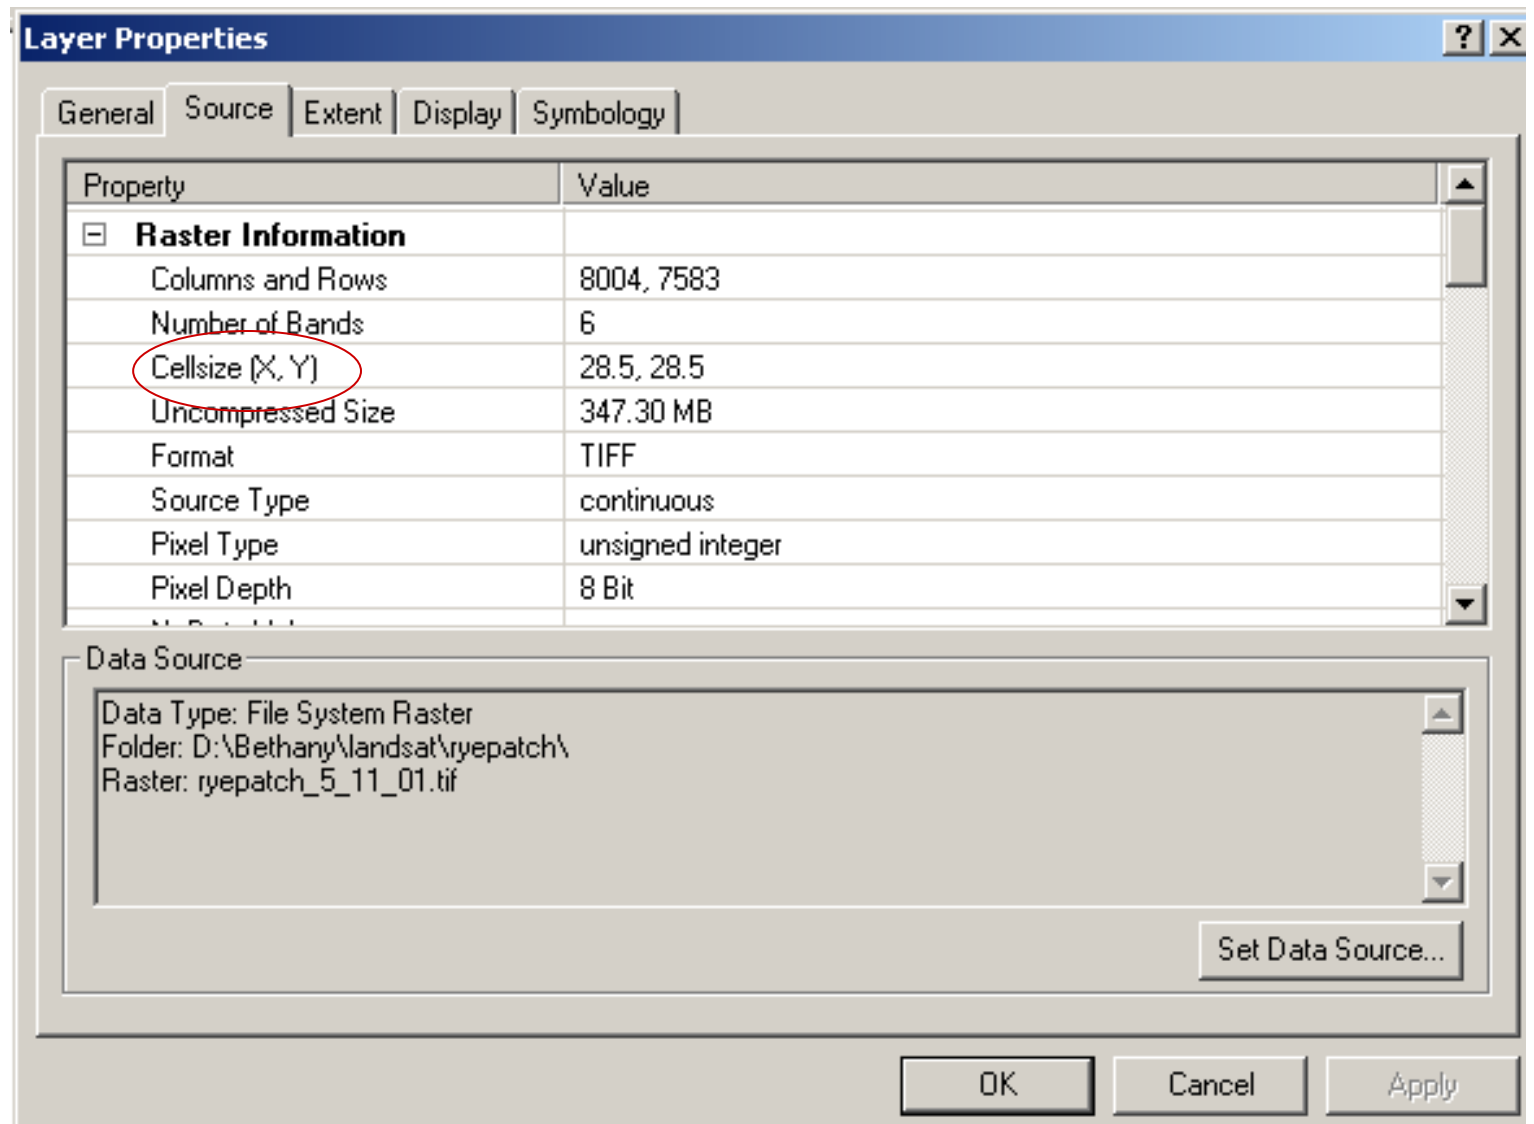 Layer Properties
General Source Extent Display Symbology
Property Value
Raster Information
Columns and Rows 8004, 7583
Number of Bands 6
Cellsize (X, Y) 28.5, 28.5
Uncompressed Size 347.30 MB
Format TIFF
Source Type continuous
Pixel Type unsigned integer
Pixel Depth 8 Bit
Data Source
Data Type: File System Raster
Folder: D:\Bethany\landsat\ryepatch\
Raster: ryepatch_5_11_01.tif
Set Data Source...
OK Cancel Apply